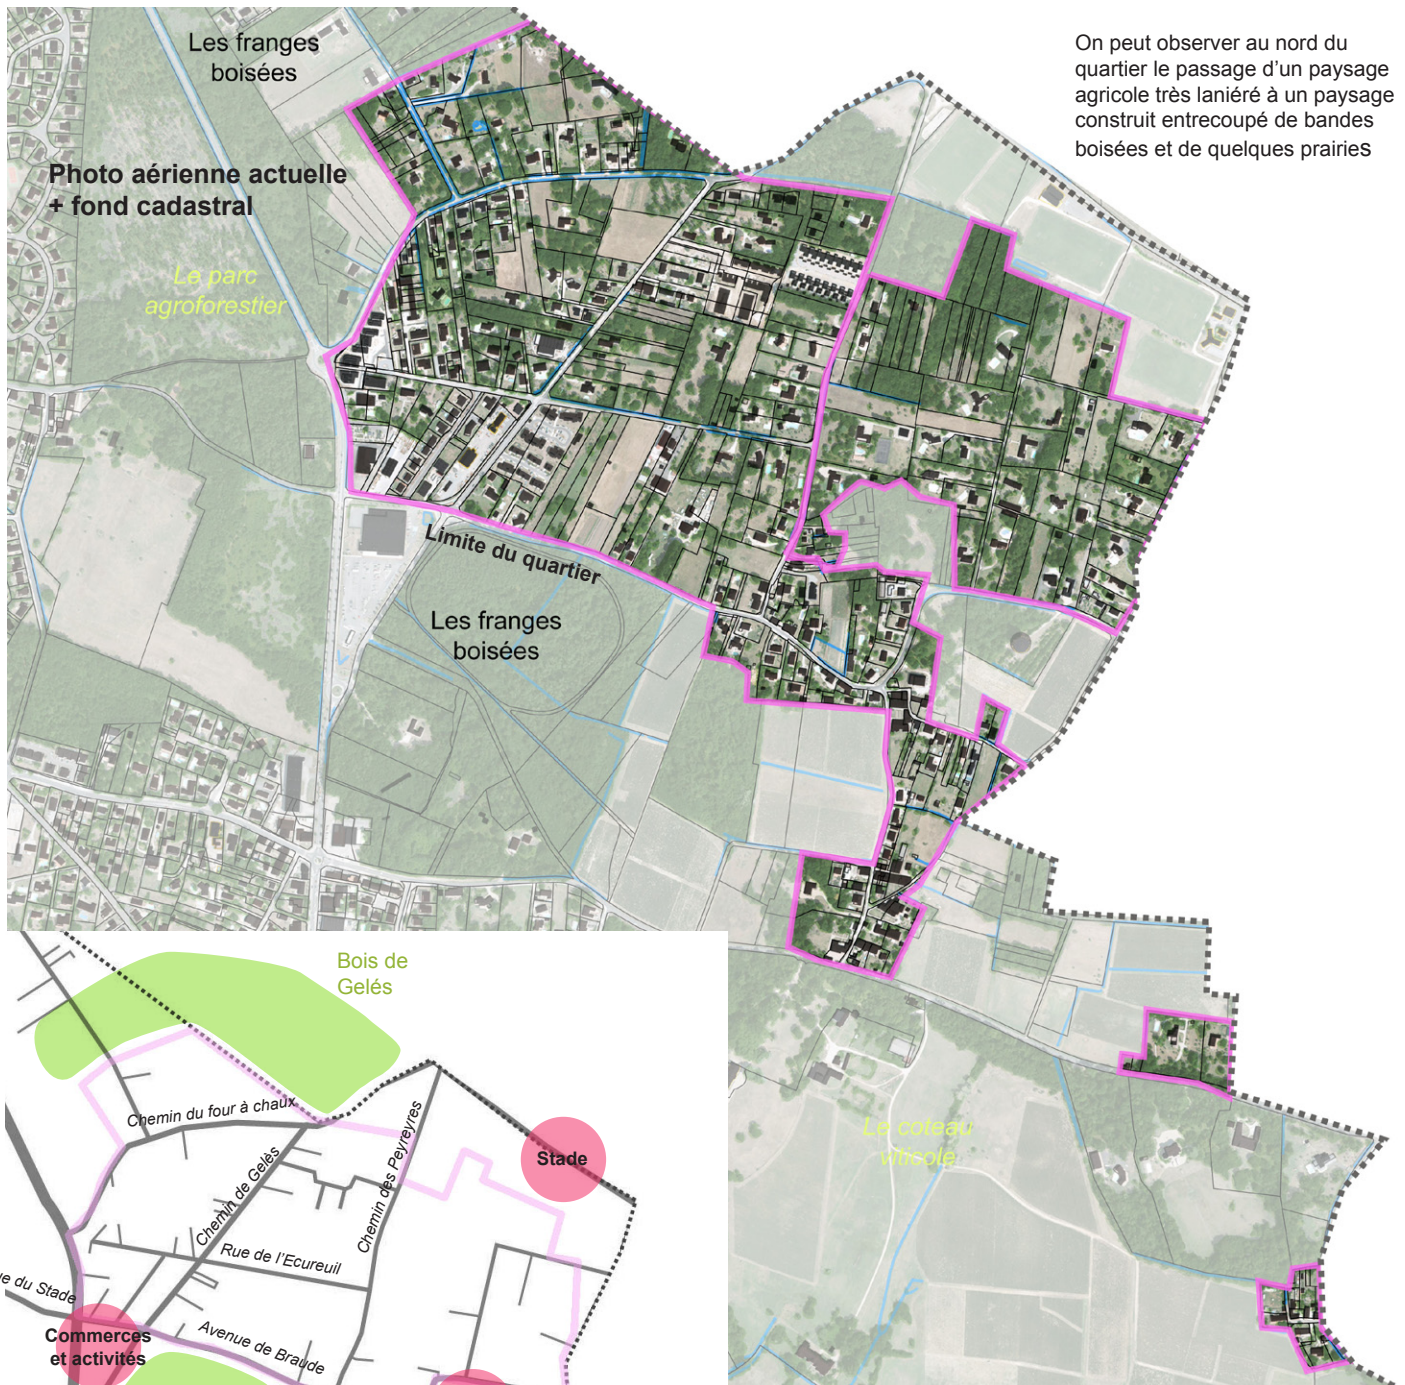 Les franges
boisées
On peut observer au nord du
quartier le passage d'un paysage
agricole très laniéré à un paysage
construit entrecoupé de bandes
boisées et de quelques prairies
Photo aérienne actuelle
+ fond cadastral
Le parc
agroforestier
Limite du quartier
Les franges
boisées
Le coteau
viticole
Bois de
Gelés
Chemin du four à chaux
Chemin de Gelès
Chemin des Peyreyres
Stade
Rue de l'Ecureuil
ue du Stade
Commerces
et activités
Avenue de Braude